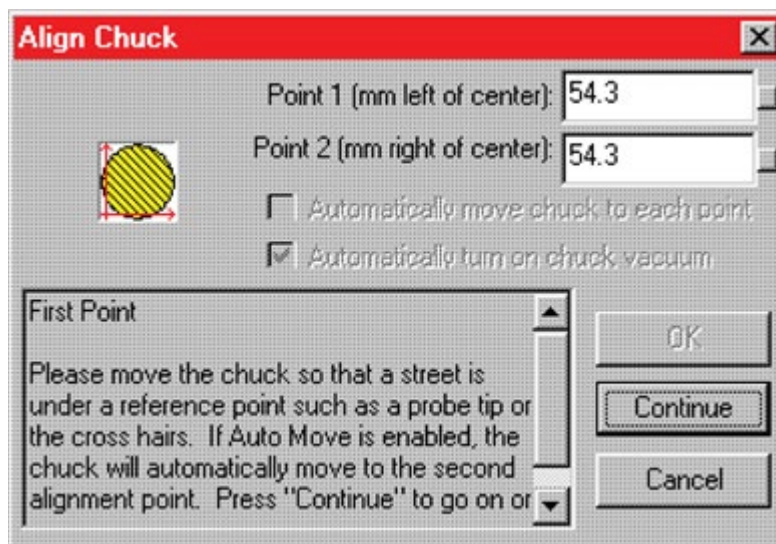 Align Chuck
Point 1 (mm left of center): 54.3
Point 2 (mm right of center): 54.3
Automatically move chuck to each point
Automatically turn on chuck vacuum
First Point
Please move the chuck so that a street is
under a reference point such as a probe tip or
the cross hairs. If Auto Move is enabled, the
chuck will automatically move to the second
alignment point. Press "Continue" to go on or
OK
Continue
Cancel